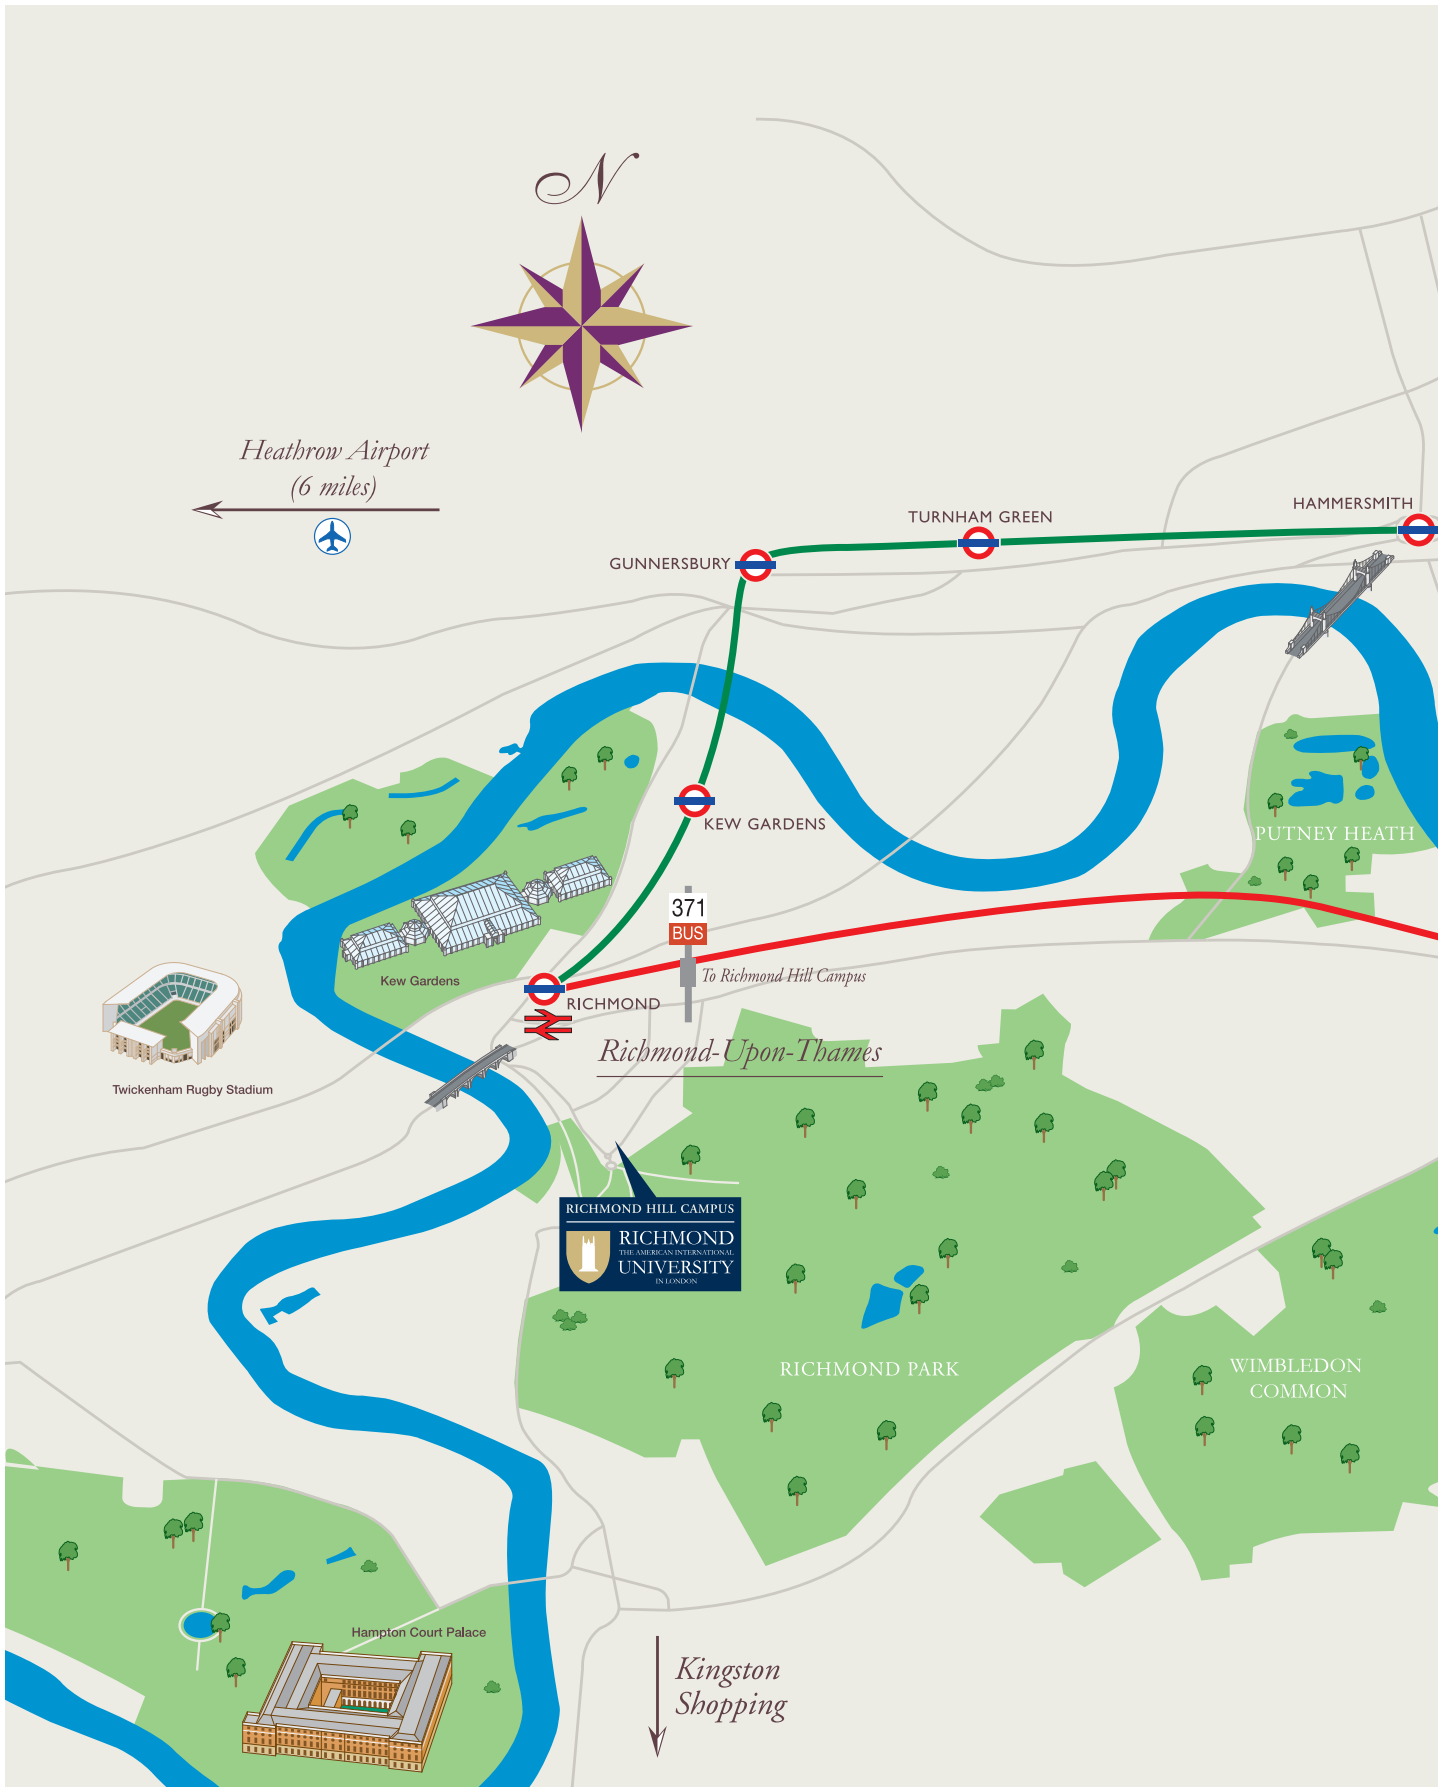 N
Heathrow Airport
(6 miles)
HAMMERSMITH
TURNHAM GREEN
GUNNERSBURY
KEW GARDENS
PUTNEY HEATH
371
BUS
To Richmond Hill Campus
Kew Gardens
RICHMOND
Richmond-Upon-Thames
Twickenham Rugby Stadium
RICHMOND HILL CAMPUS
RICHMOND
THE AMERICAN INTERNATIONAL
UNIVERSITY
IN LONDON
RICHMOND PARK
WIMBLEDON
COMMON
Hampton Court Palace
Kingston
Shopping